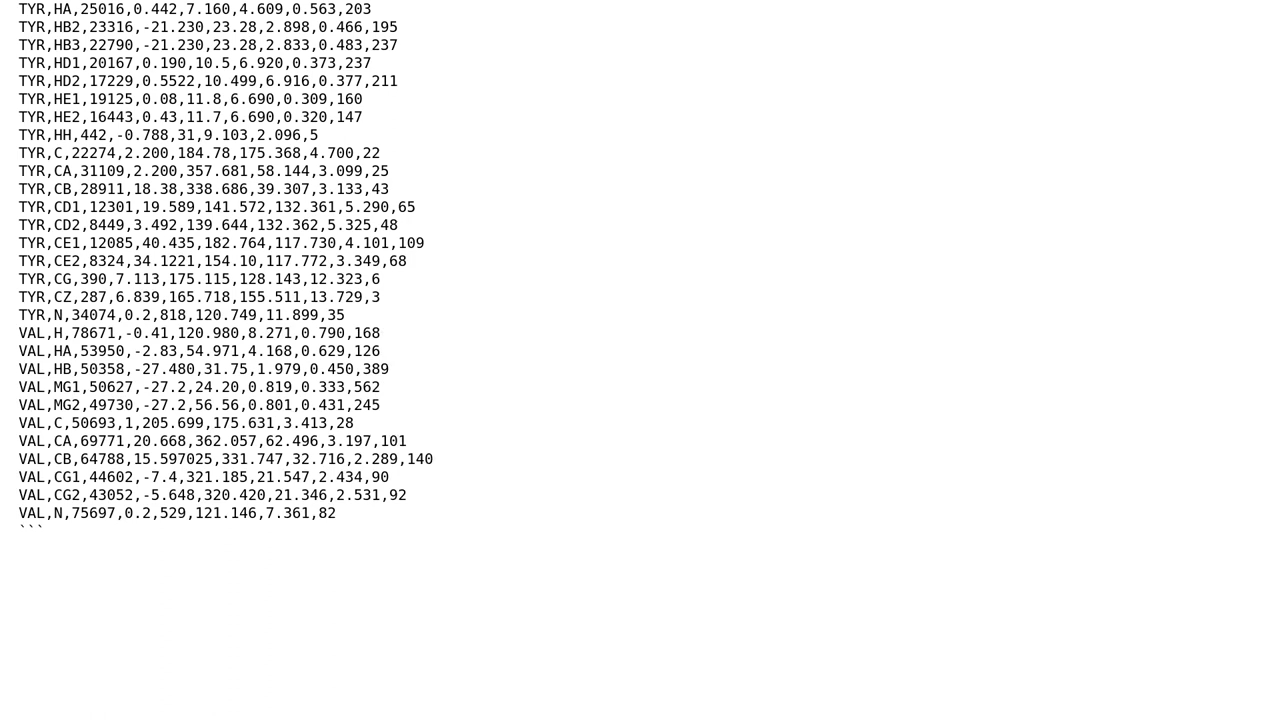 TYR,HA,25016,0.442,7.160,4.609,0.563,203
TYR,HB2,23316,-21.230,23.28,2.898,0.466,195
TYR,HB3,22790,-21.230,23.28,2.833,0.483,237
TYR,HD1,20167,0.190,10.5,6.920,0.373,237
TYR,HD2,17229,0.5522,10.499,6.916,0.377,211
TYR,HE1,19125,0.08,11.8,6.690,0.309,160
TYR,HE2,16443,0.43,11.7,6.690,0.320,147
TYR,HH,442,-0.788,31,9.103,2.096,5
TYR,C,22274,2.200,184.78,175.368,4.700,22
TYR,CA,31109,2.200,357.681,58.144,3.099,25
TYR,CB,28911,18.38,338.686,39.307,3.133,43
TYR,CD1,12301,19.589,141.572,132.361,5.290,65
TYR,CD2,8449,3.492,139.644,132.362,5.325,48
TYR,CE1,12085,40.435,182.764,117.730,4.101,109
TYR,CE2,8324,34.1221,154.10,117.772,3.349,68
TYR,CG,390,7.113,175.115,128.143,12.323,6
TYR,CZ,287,6.839,165.718,155.511,13.729,3
TYR,N,34074,0.2,818,120.749,11.899,35
VAL,H,78671,-0.41,120.980,8.271,0.790,168
VAL,HA,53950,-2.83,54.971,4.168,0.629,126
VAL,HB,50358,-27.480,31.75,1.979,0.450,389
VAL,MG1,50627,-27.2,24.20,0.819,0.333,562
VAL,MG2,49730,-27.2,56.56,0.801,0.431,245
VAL,C,50693,1,205.699,175.631,3.413,28
VAL,CA,69771,20.668,362.057,62.496,3.197,101
VAL,CB,64788,15.597025,331.747,32.716,2.289,140
VAL,CG1,44602,-7.4,321.185,21.547,2.434,90
VAL,CG2,43052,-5.648,320.420,21.346,2.531,92
VAL,N,75697,0.2,529,121.146,7.361,82
```